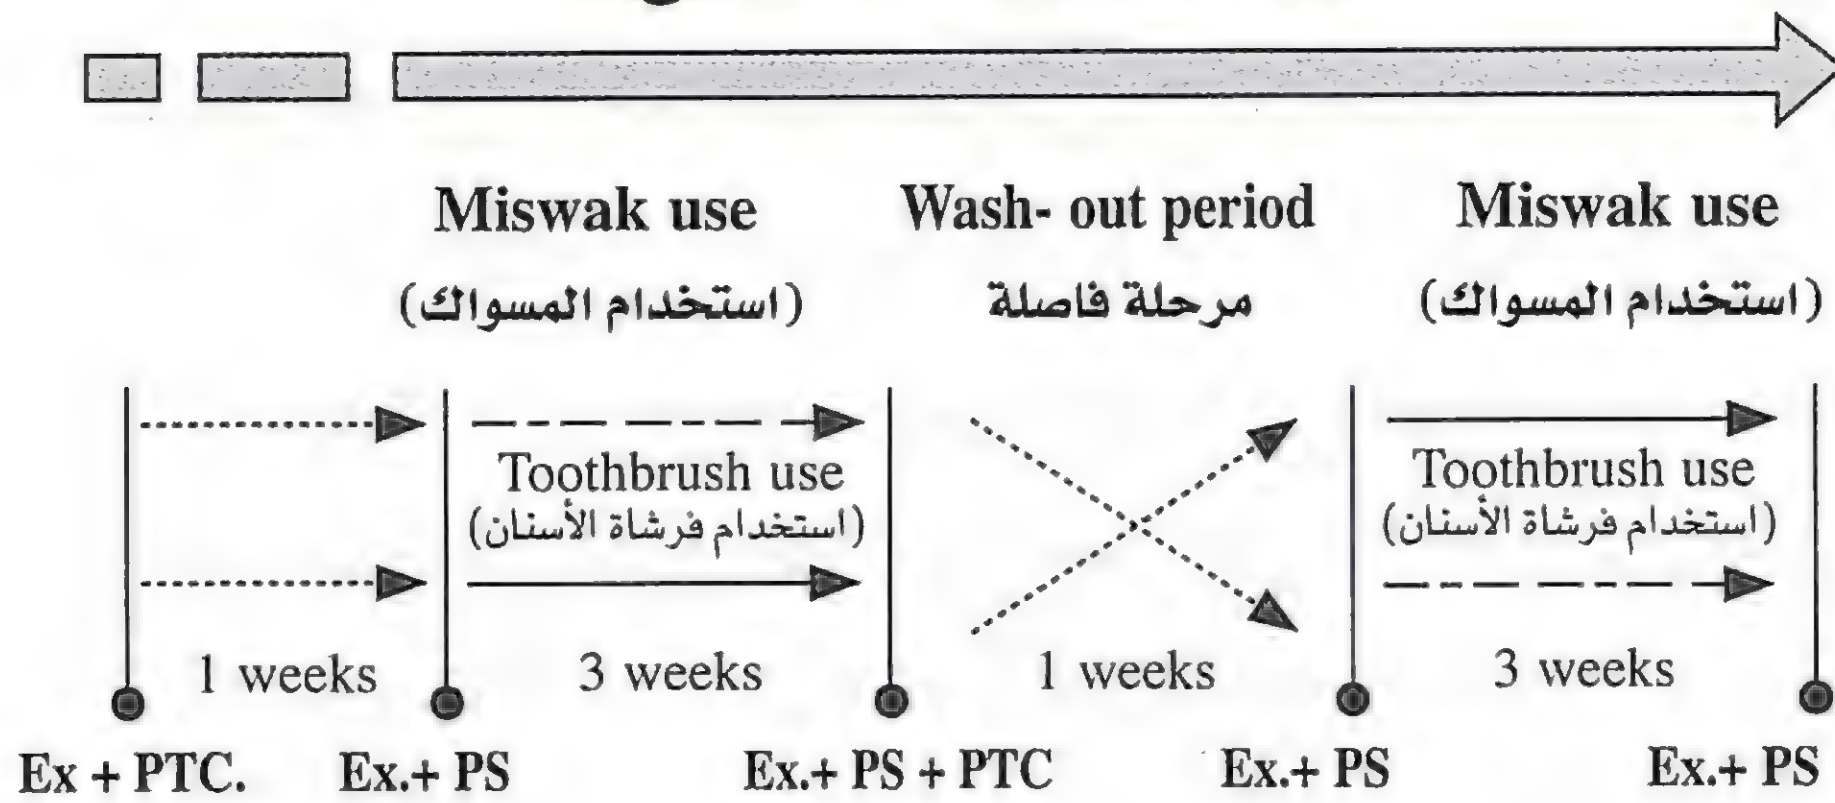 Miswak use Wash- out period Miswak use
(استخدام المسواك) مرحلة فاصلة (استخدام المسواك)
Toothbrush use Toothbrush use
(استخدام فرشاة الأسنان) (استخدام فرشاة الأسنان)
1 weeks 3 weeks 1 weeks 3 weeks
Ex + PTC. Ex.+ PS Ex.+ PS + PTC Ex.+ PS Ex.+ PS